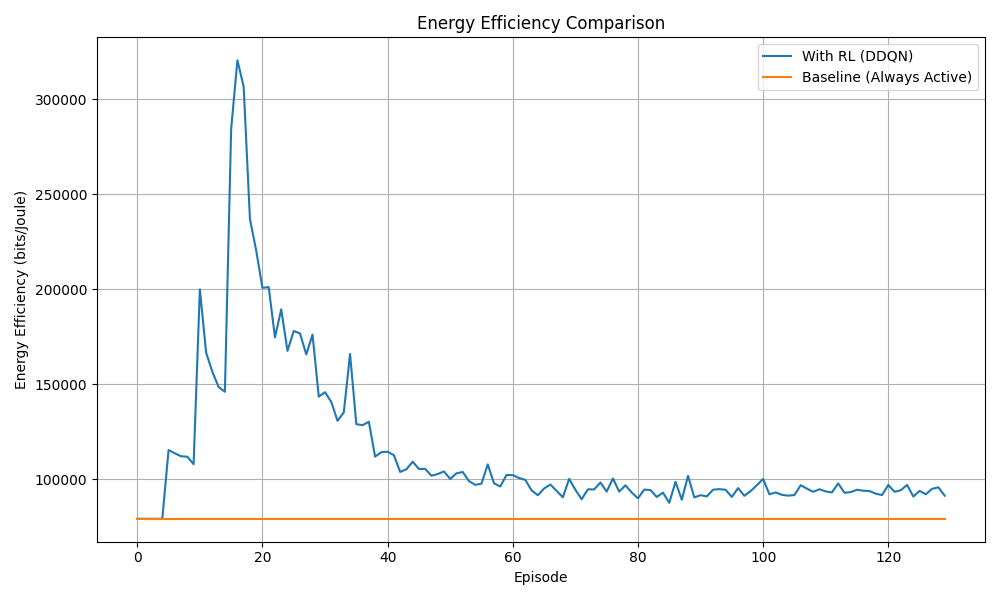 Energy Efficiency Comparison
With RL (DDQN)
Baseline (Always Active)
Energy Efficiency (bits/Joule)
300000
250000
200000
150000
100000
0 20 40 60 80 100 120
Episode